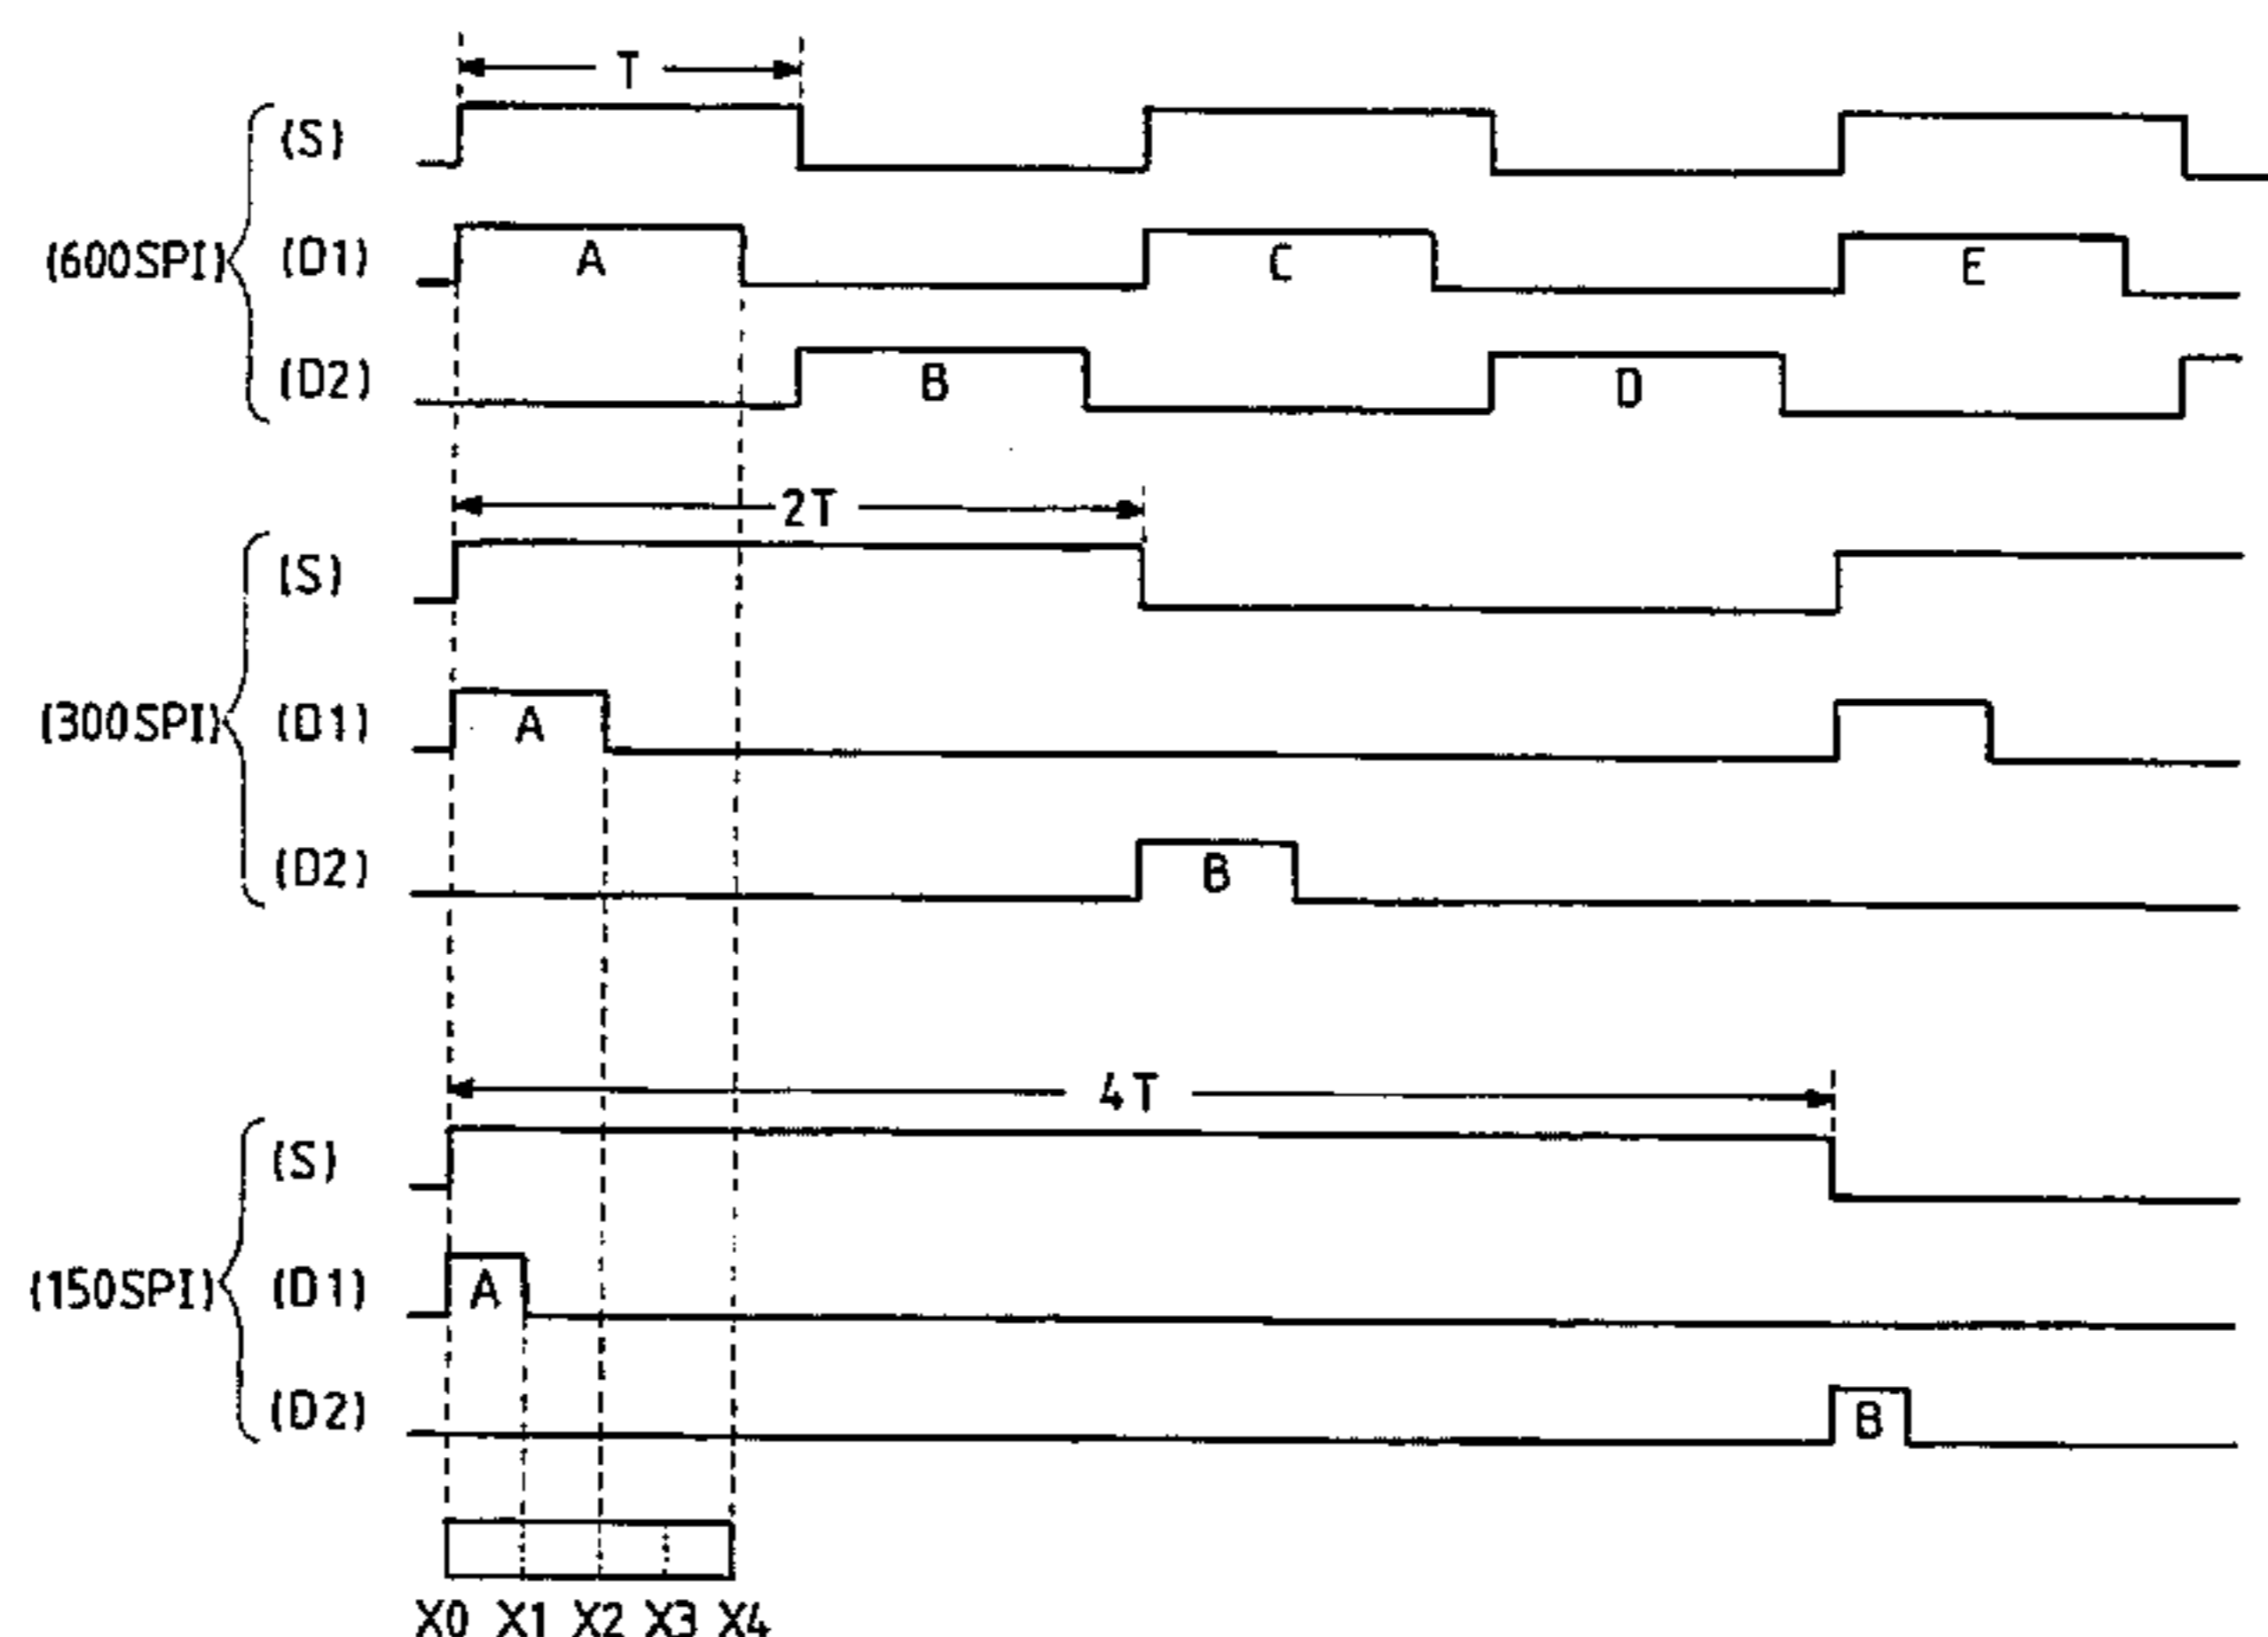 T
(S)
(600SPI) (D1) A C E
(D2) B D
2T
(S)
(300SPI) (D1) A
(D2) B
4T
(S)
(150SPI) (D1) A
(D2) B
X0 X1 X2 X3 X4